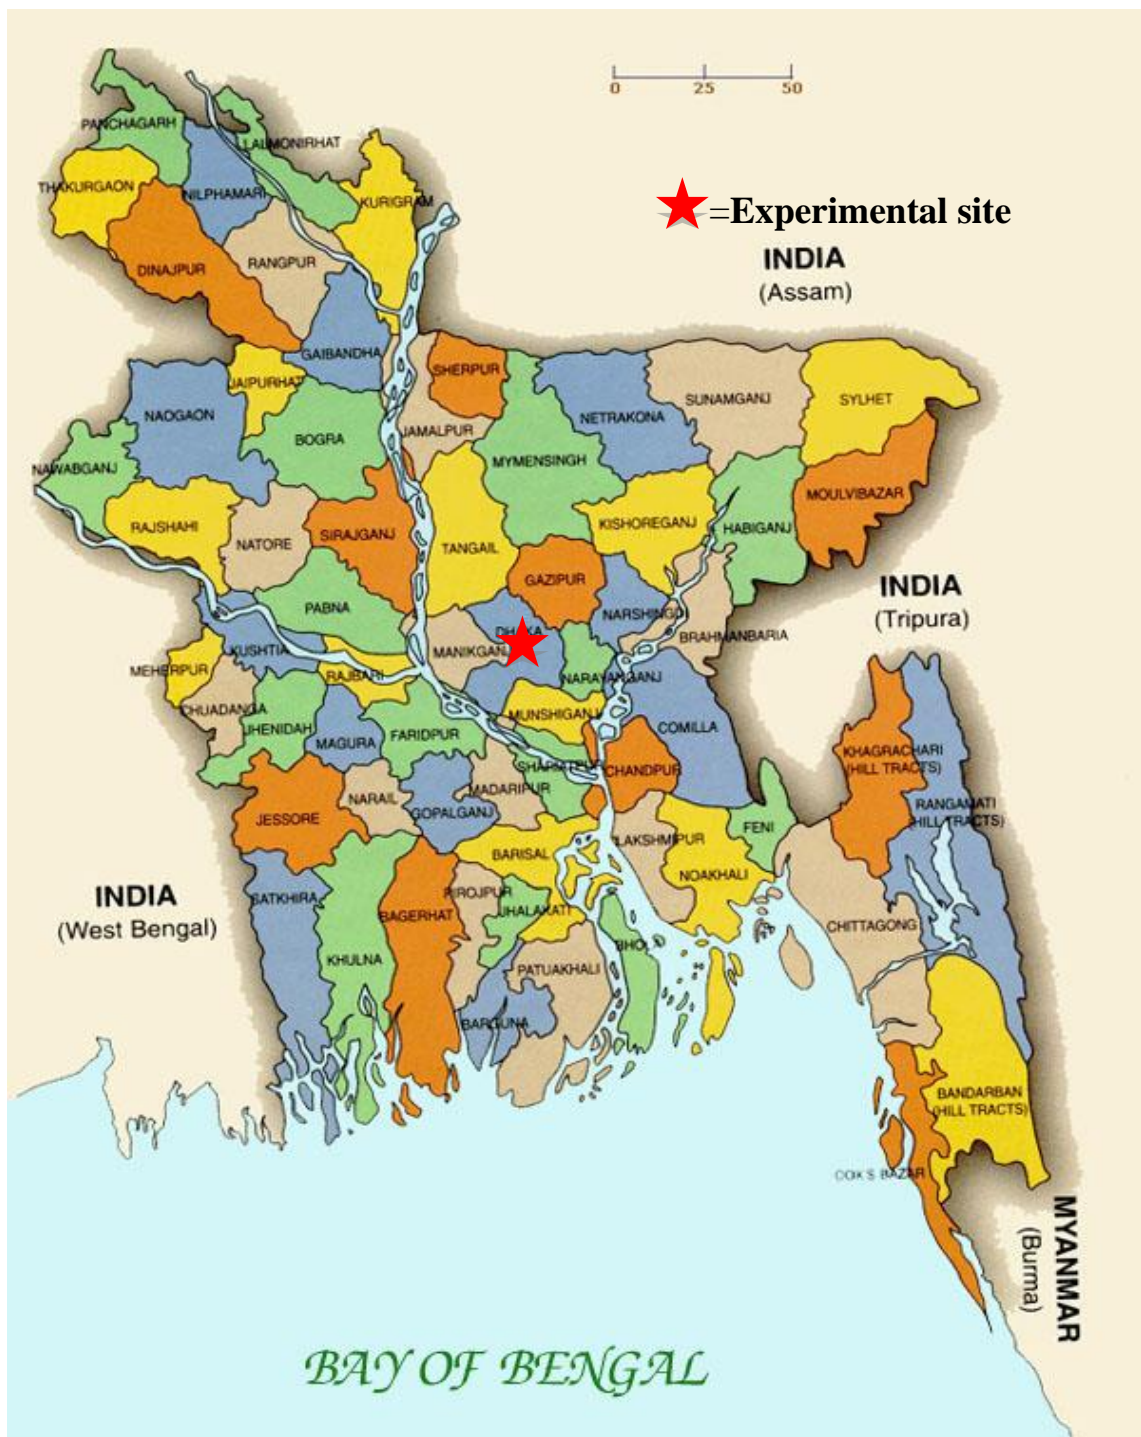 0 25 50
=Experimental site
INDIA
(Assam)
PANCHAGARH
LALMONIRHAT
THAKURGAON
NILPHAMARI
KURIGRAM
DINAJPUR
RANGPUR
GAIBANDHA
JAIPURHAT
SHERPUR
NAOGAON
BOGRA
JAMALPUR
NETRAKONA
SUNAMGANJ
SYLHET
NAWABGANJ
MYMENSINGH
MOULVIBAZAR
RAJSHAHI
NATORE
SIRAJGANJ
TANGAIL
KISHOREGANJ
HABIGANJ
GAZIPUR
INDIA
(Tripura)
PABNA
DHAKA
NARSHINGDI
BRAHMANBARIA
KUSHTIA
MANIKGANJ
MEHERPUR
RAJBARI
NARAYANGANJ
CHUADANGA
JHENIDAH
MAGURA
FARIDPUR
MUNSHIGANJ
COMILLA
SHARIATPUR
CHANDPUR
KHAGRACHARI
(HILL TRACTS)
JESSORE
NARAIL
GOPALGANJ
MADARIPUR
RANGAMATI
(HILL TRACTS)
LAKSHMIPUR
FENI
BARISAL
NOAKHALI
INDIA
(West Bengal)
SATKHIRA
BAGERHAT
PIROJPUR
JHALAKATI
CHITTAGONG
KHULNA
PATUAKHALI
BHOLA
BARGUNA
BANDARBAN
(HILL TRACTS)
COX'S BAZAR
MYANMAR
(Burma)
BAY OF BENGAL